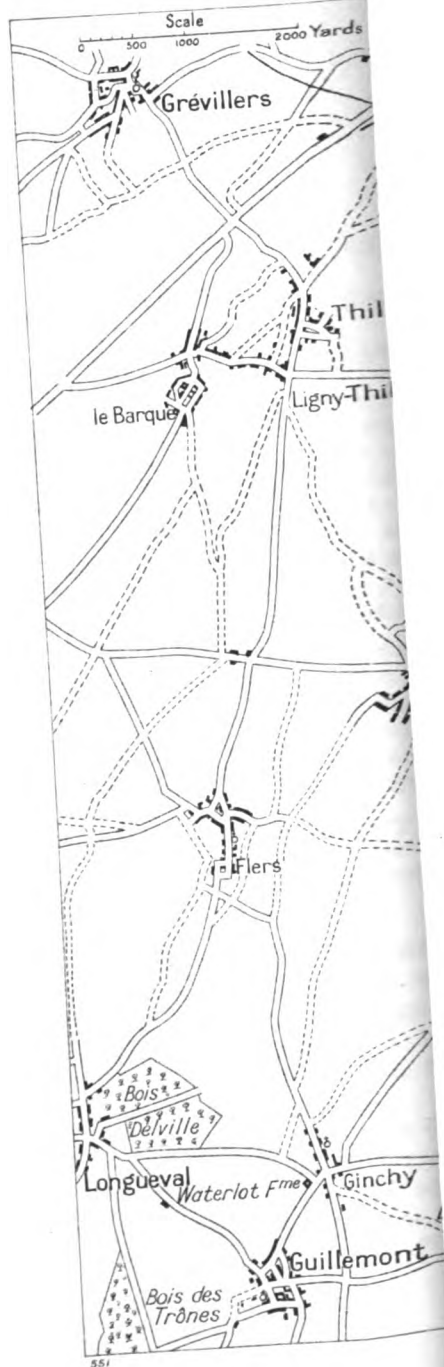 Scale
0 500 1000 2000 Yards
Grévillers
Thil
Ligny-Thil
le Barque
Flers
Bois
Delville
Longueval
Waterlot Fme
Ginchy
Guillemont
Bois des
Trônes
551